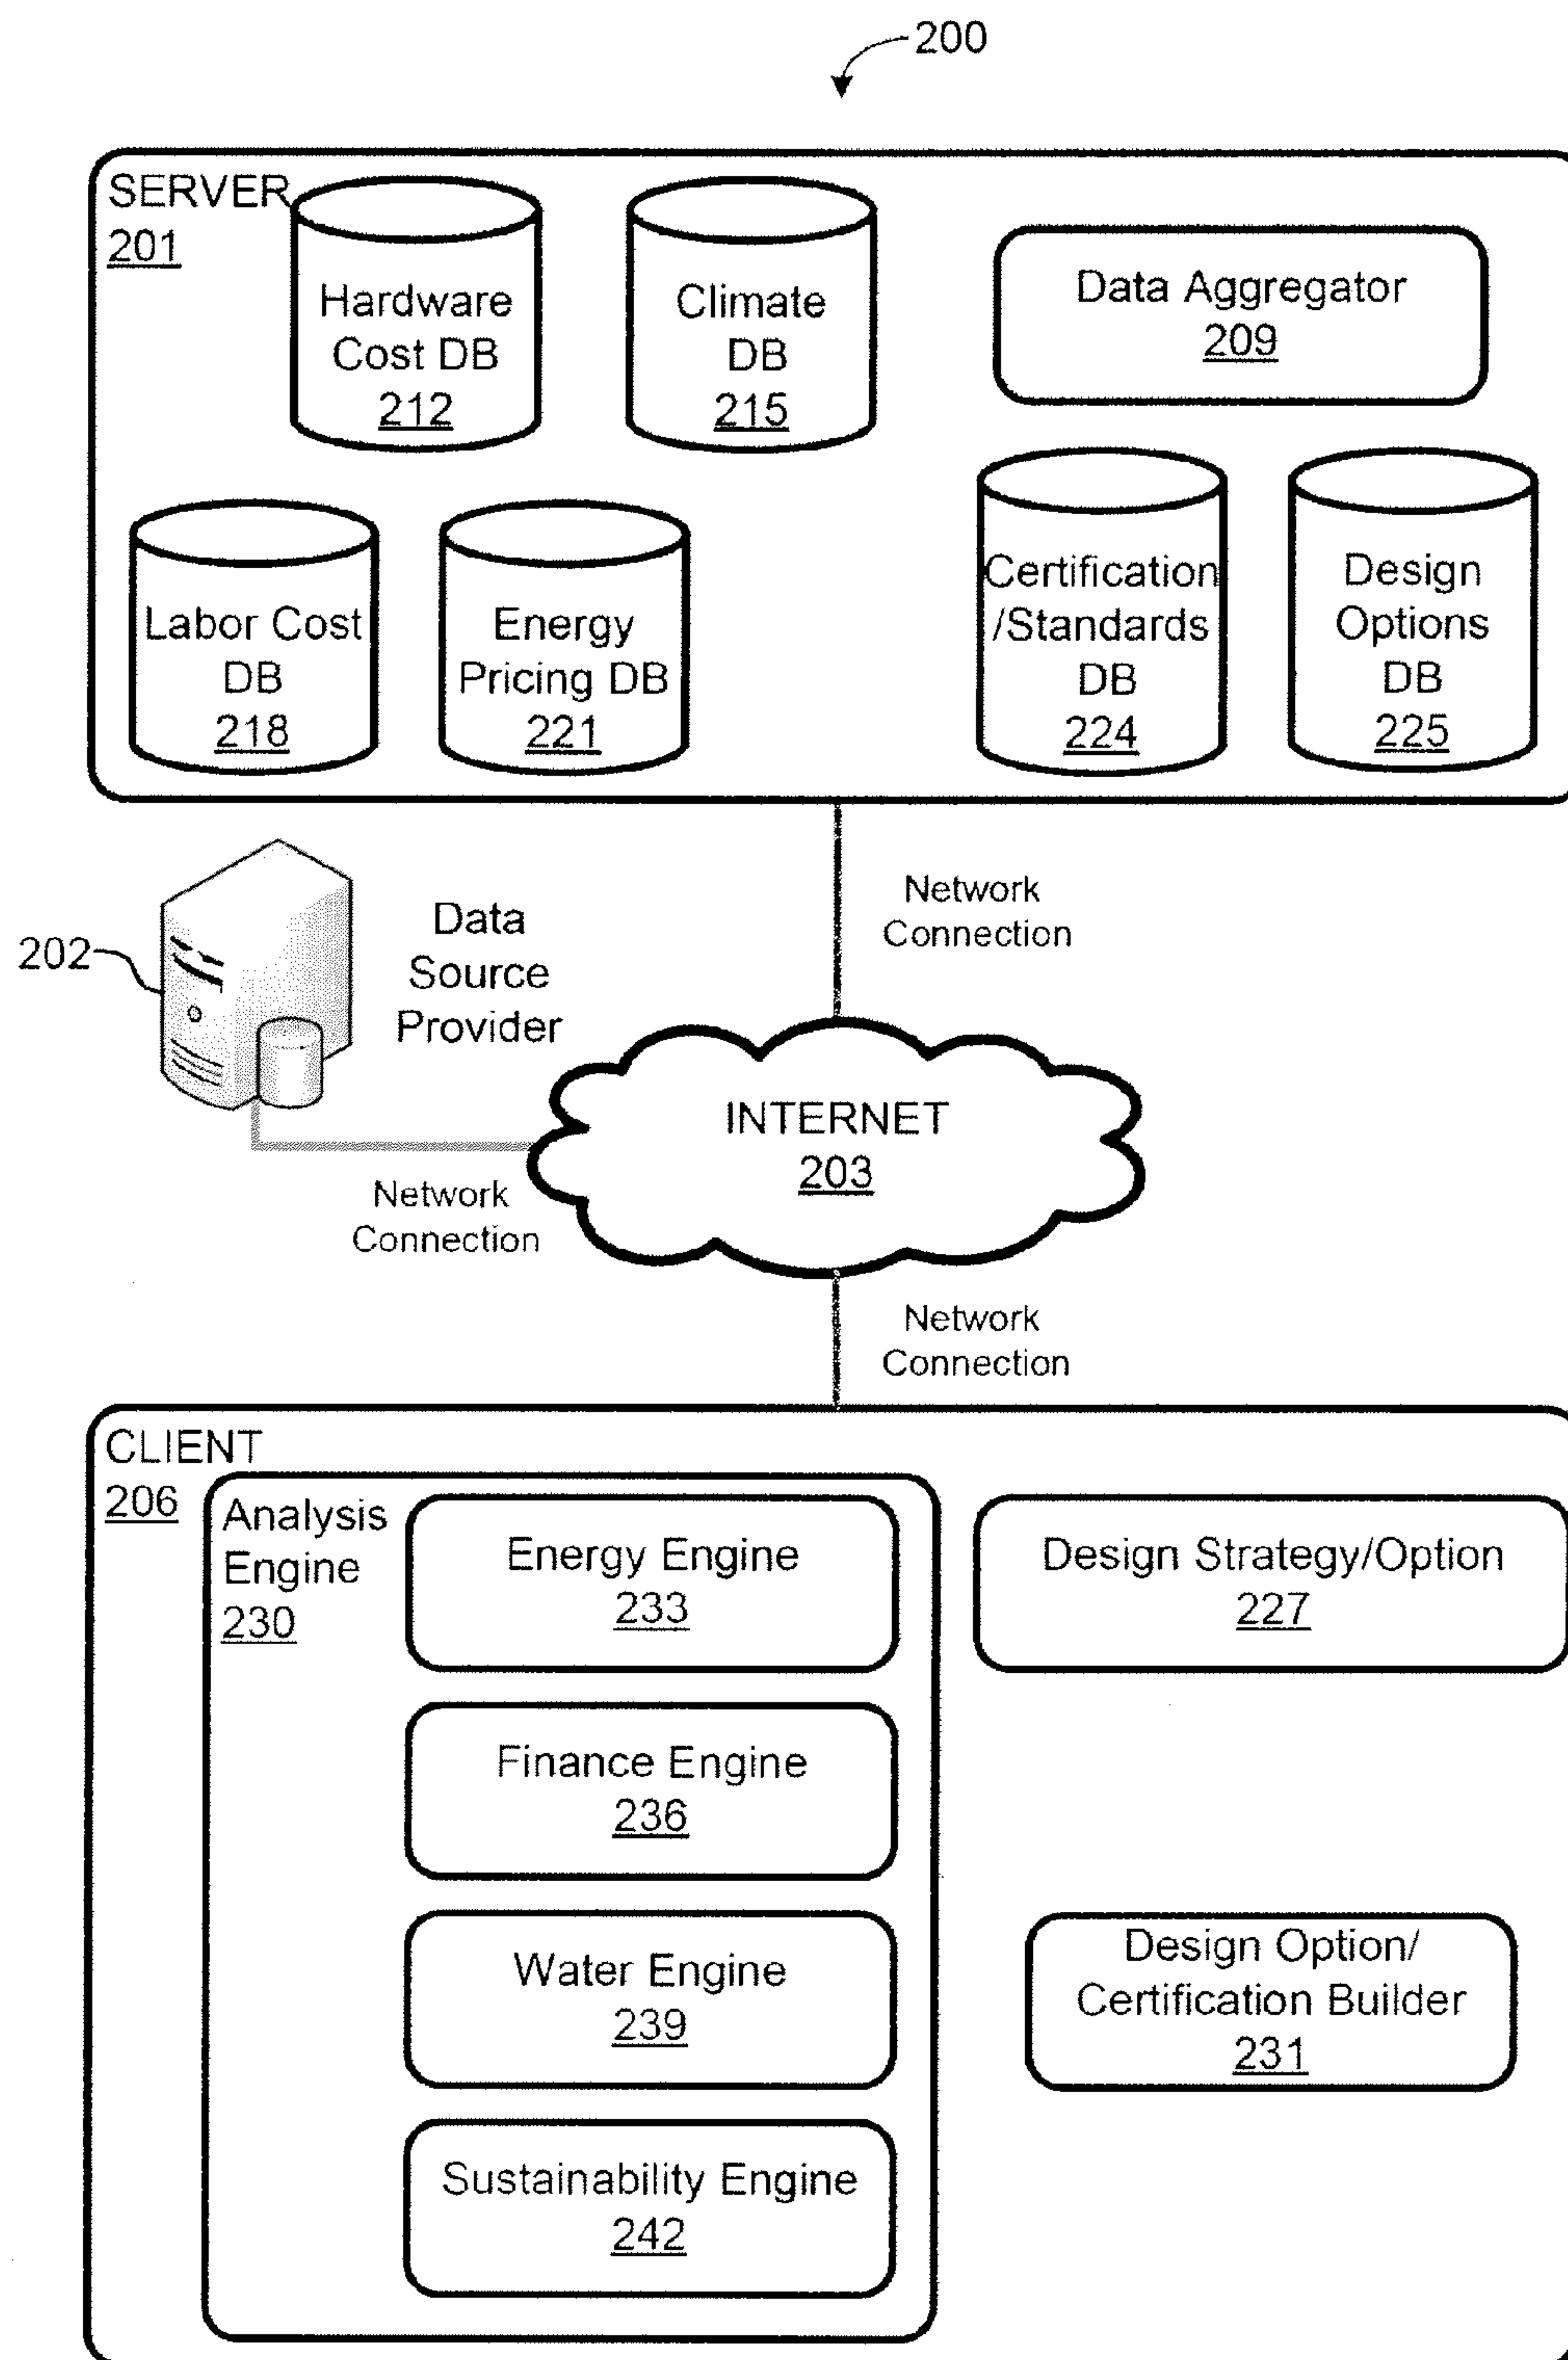 200
SERVER
201
Hardware
Cost DB
212
Climate
DB
215
Data Aggregator
209
Labor Cost
DB
218
Energy
Pricing DB
221
Certification
/Standards
DB
224
Design
Options
DB
225
Network
Connection
202
Data
Source
Provider
INTERNET
203
Network
Connection
Network
Connection
CLIENT
206
Analysis
Engine
230
Energy Engine
233
Design Strategy/Option
227
Finance Engine
236
Water Engine
239
Design Option/
Certification Builder
231
Sustainability Engine
242